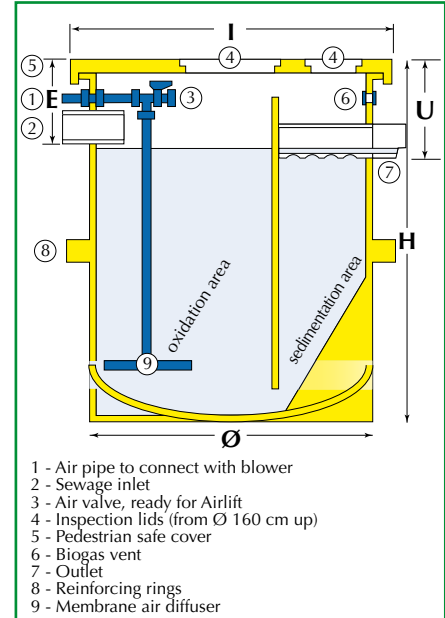 I
4
4
5
E
1
3
6
U
2
7
H
8
oxidation area
sedimentation area
9
Ø
1 - Air pipe to connect with blower
2 - Sewage inlet
3 - Air valve, ready for Airlift
4 - Inspection lids (from Ø 160 cm up)
5 - Pedestrian safe cover
6 - Biogas vent
7 - Outlet
8 - Reinforcing rings
9 - Membrane air diffuser